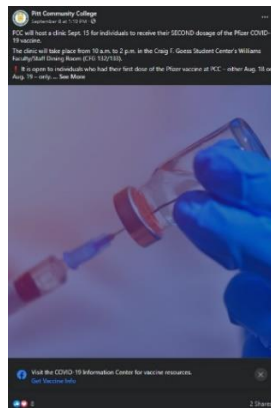 Pitt Community College
September 8 at 1:10 PM ·
PCC will host a clinic Sept. 15 for individuals to receive their SECOND dosage of the Pfizer COVID-
19 vaccine.
The clinic will take place from 10 a.m. to 2 p.m. in the Craig F. Goess Student Center's Williams
Faculty/Staff Dining Room (CFG 132/133).
It is open to individuals who had their first dose of the Pfizer vaccine at PCC – either Aug. 18 or
Aug. 19 – only. ... See More
Visit the COVID-19 Information Center for vaccine resources.
Get Vaccine Info
8
2 Shares